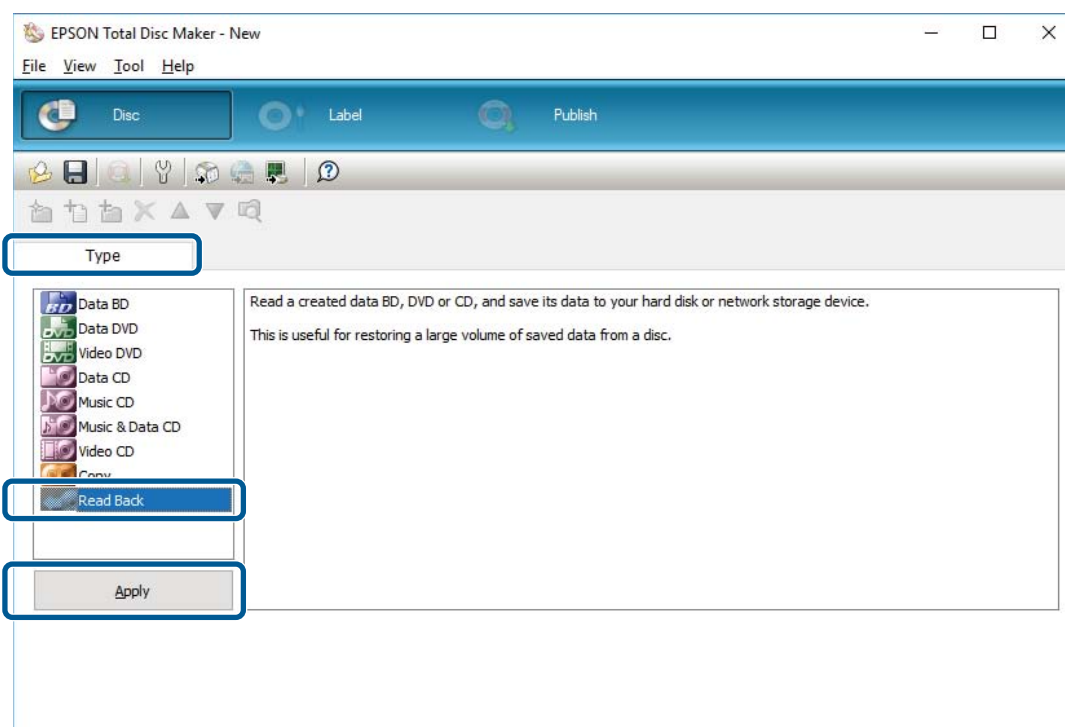 EPSON Total Disc Maker - New
File View Tool Help
Disc Label Publish
Type
Data BD
Data DVD
Video DVD
Data CD
Music CD
Music & Data CD
Video CD
Copy
Read Back
Apply
Read a created data BD, DVD or CD, and save its data to your hard disk or network storage device.
This is useful for restoring a large volume of saved data from a disc.